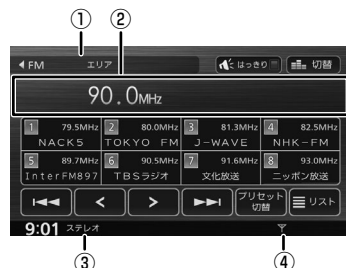 ① ②
FM エリア はっきり 切替
90.0MHz
1 79.5MHz 2 80.0MHz 3 81.3MHz 4 82.5MHz
NACK5 TOKYO FM J-WAVE NHK-FM
5 89.7MHz 6 90.5MHz 7 91.6MHz 8 93.0MHz
InterFM897 TBSラジオ 文化放送 ニッポン放送
プリセット
切替 リスト
9:01 ステレオ
③ ④